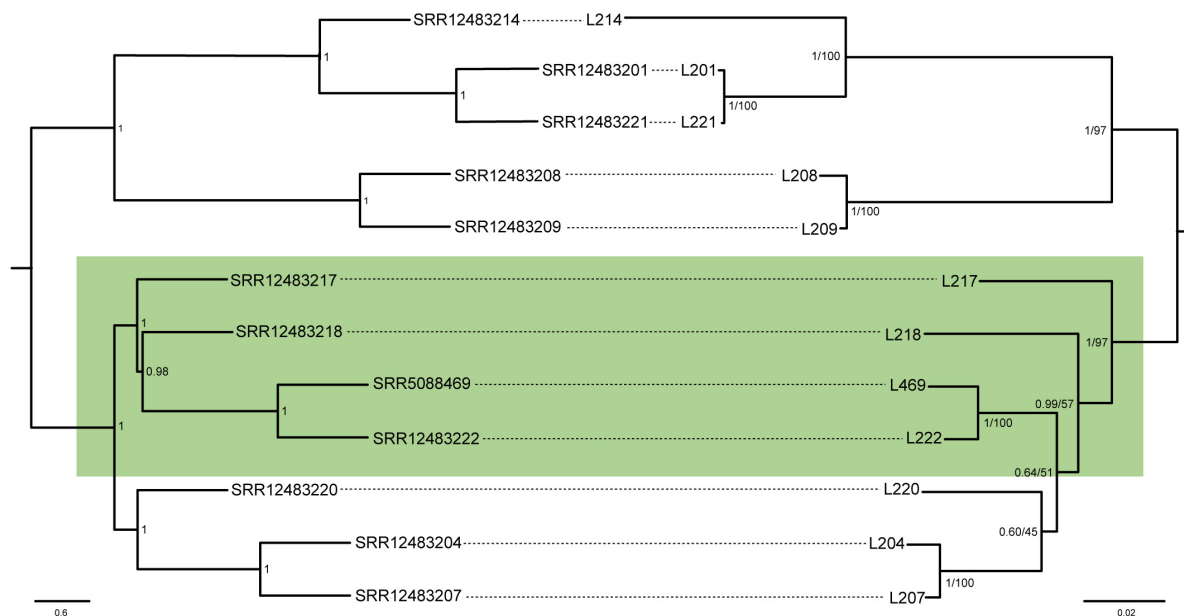 SRR12483214 L214
1
1/100
SRR12483201 L201
1
1/100
SRR12483221 L221
1
1/97
SRR12483208 L208
1
1/100
SRR12483209 L209
SRR12483217 L217
1
SRR12483218 L218
1/97
0.98
SRR5088469 L469
0.99/57
1
1/100
1
SRR12483222 L222
0.64/51
SRR12483220 L220
1
0.60/45
SRR12483204 L204
1
1/100
SRR12483207 L207
0.6
0.02